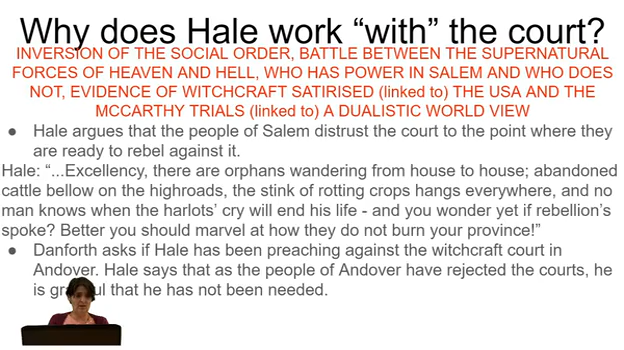 Why does Hale work “with” the court?
INVERSION OF THE SOCIAL ORDER, BATTLE BETWEEN THE SUPERNATURAL
FORCES OF HEAVEN AND HELL, WHO HAS POWER IN SALEM AND WHO DOES
NOT, EVIDENCE OF WITCHCRAFT SATIRISED (linked to) THE USA AND THE
MCCARTHY TRIALS (linked to) A DUALISTIC WORLD VIEW
● Hale argues that the people of Salem distrust the court to the point where they
are ready to rebel against it.
Hale: “...Excellency, there are orphans wandering from house to house; abandoned
cattle bellow on the highroads, the stink of rotting crops hangs everywhere, and no
man knows when the harlots’ cry will end his life - and you wonder yet if rebellion’s
spoke? Better you should marvel at how they do not burn your province!”
● Danforth asks if Hale has been preaching against the witchcraft court in
Andover. Hale says that as the people of Andover have rejected the courts, he
is that he has not been needed.